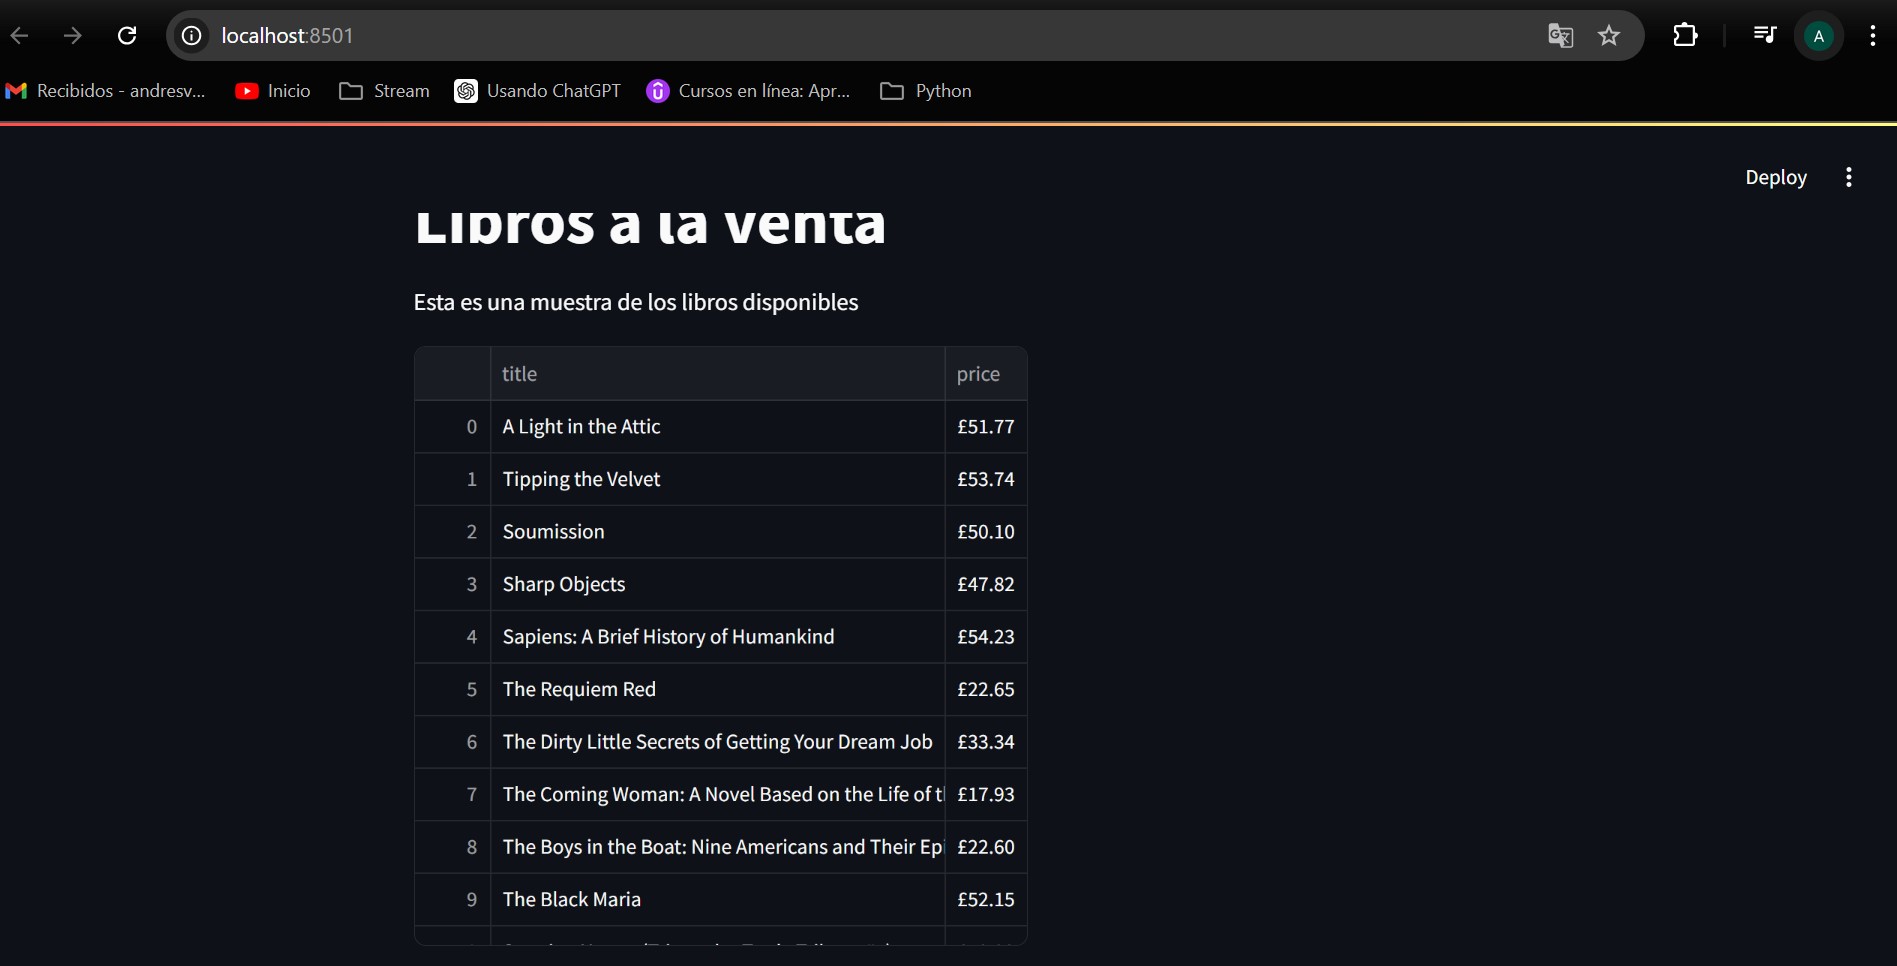 localhost:8501
Recibidos - andresv... Inicio Stream Usando ChatGPT Cursos en línea: Apr... Python
Deploy
Libros a la venta
Esta es una muestra de los libros disponibles
title price
0 A Light in the Attic £51.77
1 Tipping the Velvet £53.74
2 Soumission £50.10
3 Sharp Objects £47.82
4 Sapiens: A Brief History of Humankind £54.23
5 The Requiem Red £22.65
6 The Dirty Little Secrets of Getting Your Dream Job £33.34
7 The Coming Woman: A Novel Based on the Life of t £17.93
8 The Boys in the Boat: Nine Americans and Their Epi £22.60
9 The Black Maria £52.15
A